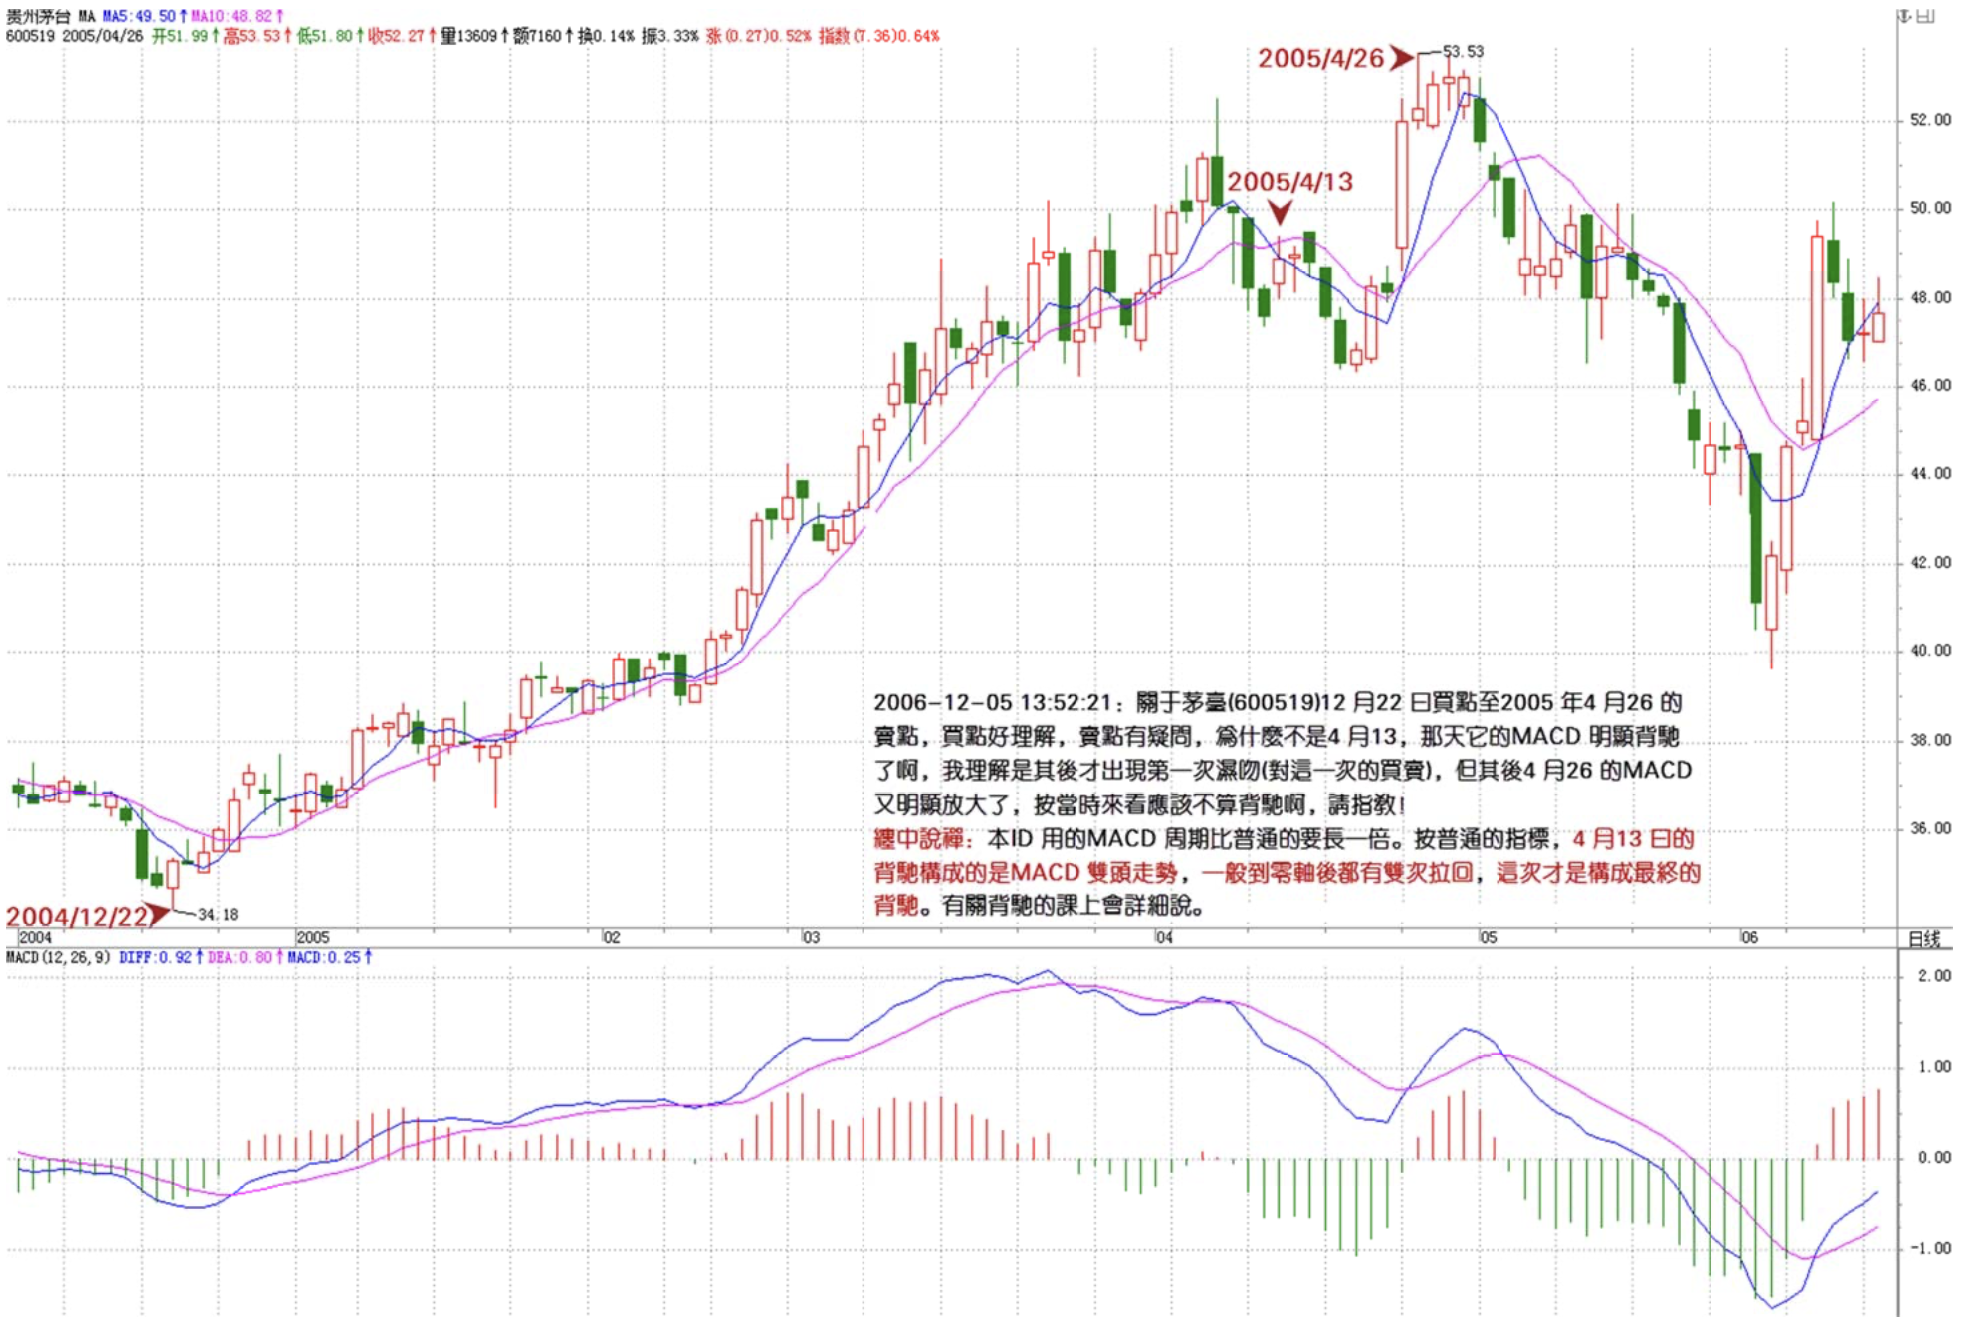 贵州茅台 MA MA5:49.50↑MA10:48.82↑
600519 2005/04/26 开51.99↑高53.53↑低51.80↑收52.27↑量13609↑额7160↑换0.14% 振3.33% 涨(0.27)0.52% 指数(7.36)0.64%
2005/4/26
53.53
52.00
2005/4/13
50.00
48.00
46.00
44.00
42.00
40.00
2006-12-05 13:52:21：關于茅臺(600519)12 月22 日買點至2005 年4 月26 的
賣點，買點好理解，賣點有疑問，爲什麽不是4 月13，那天它的MACD 明顯背馳
了啊，我理解是其後才出現第一次濕吻(對這一次的買賣)，但其後4 月26 的MACD
又明顯放大了，按當時來看應該不算背馳啊，請指教！
38.00
纏中說禪：本ID 用的MACD 周期比普通的要長一倍。按普通的指標，4 月13 日的
36.00
背馳構成的是MACD 雙頭走勢，一般到零軸後都有雙次拉回，這次才是構成最終的
背馳。有關背馳的課上會詳細說。
2004/12/22
34.18
2004 2005 02 03 04 05 06 日线
MACD(12,26,9) DIFF:0.92↑DEA:0.80↑MACD:0.25↑
2.00
1.00
0.00
-1.00